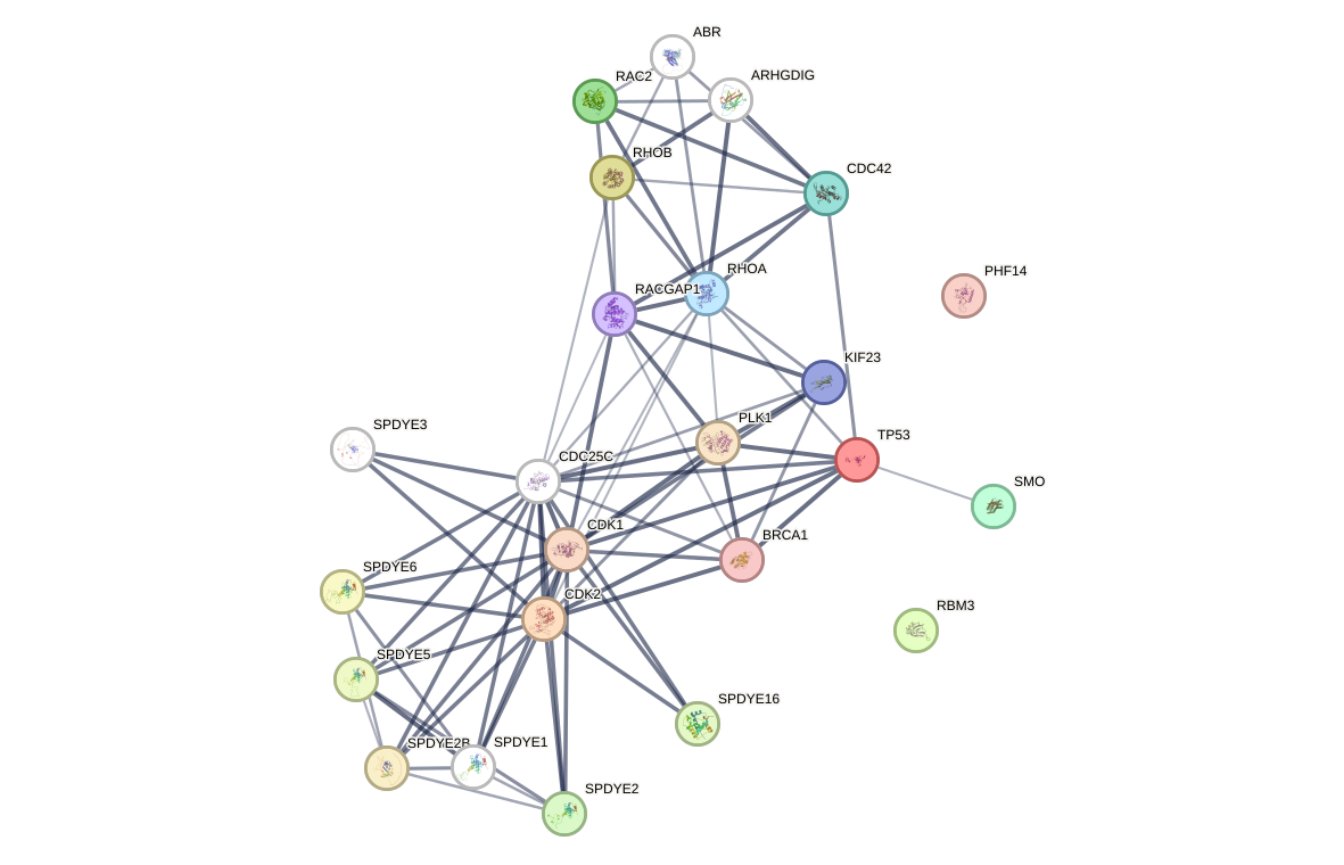 ABR
RAC2
ARHGDIG
RHOB
CDC42
RHOA
PHF14
RACGAP1
KIF23
PLK1
SPDYE3
TP53
CDC25C
SMO
CDK1
BRCA1
SPDYE6
CDK2
RBM3
SPDYE5
SPDYE16
SPDYE2B
SPDYE1
SPDYE2